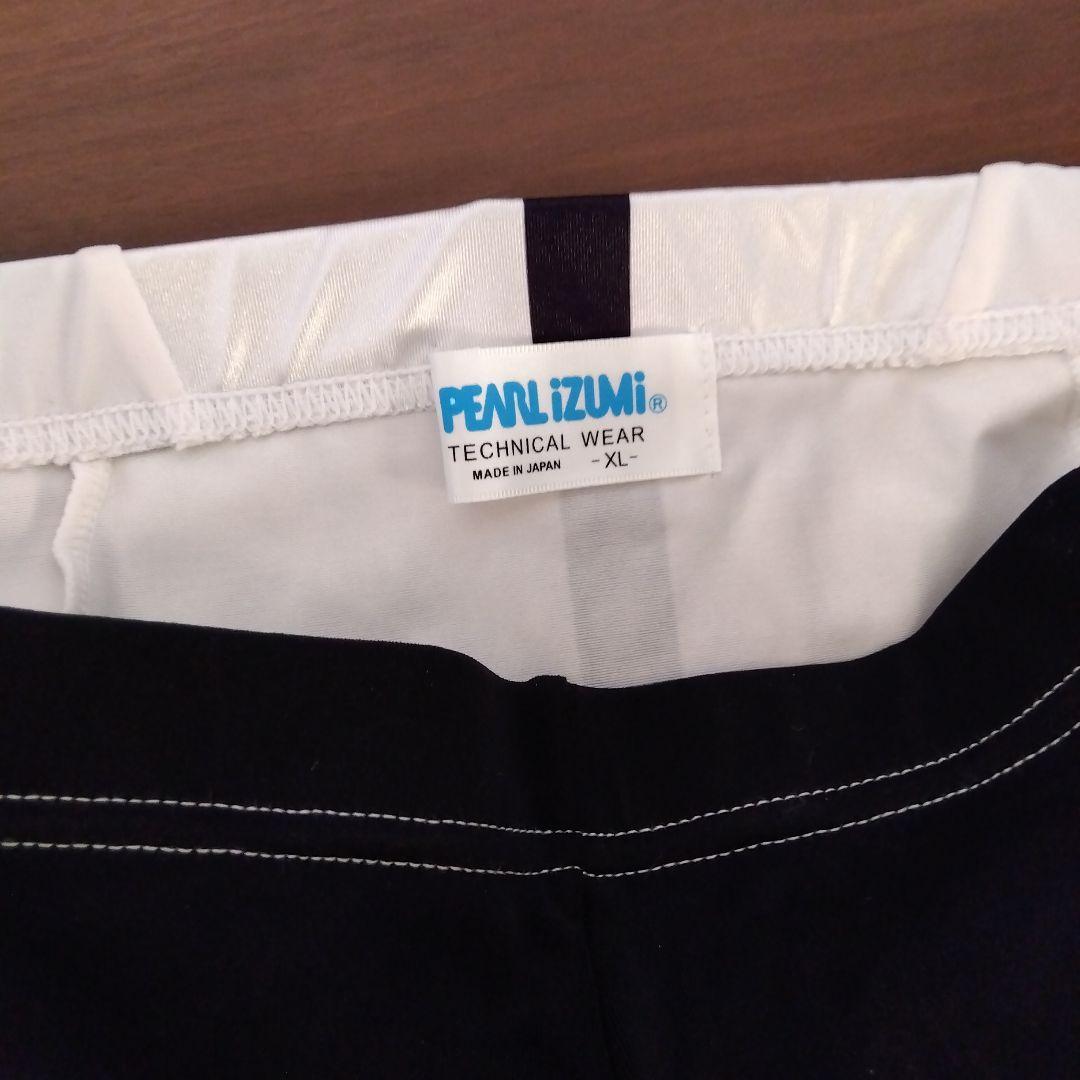 PEARL iZUMi®
TECHNICAL WEAR
MADE IN JAPAN -XL-